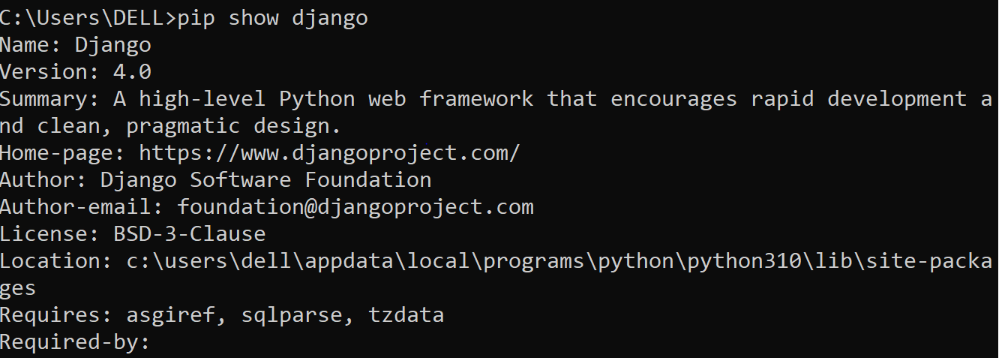 C:\Users\DELL>pip show django
Name: Django
Version: 4.0
Summary: A high-level Python web framework that encourages rapid development a
nd clean, pragmatic design.
Home-page: https://www.djangoproject.com/
Author: Django Software Foundation
Author-email: foundation@djangoproject.com
License: BSD-3-Clause
Location: c:\users\dell\appdata\local\programs\python\python310\lib\site-packa
ges
Requires: asgiref, sqlparse, tzdata
Required-by: